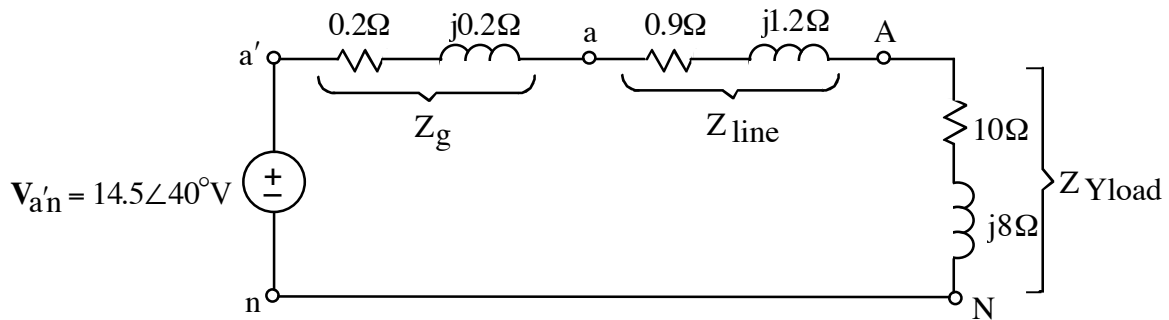 0.2Ω j0.2Ω a 0.9Ω j1.2Ω A
a′
Zg Zline
10Ω
+
−
Va′n = 14.5∠40°V
ZYload
j8Ω
n N